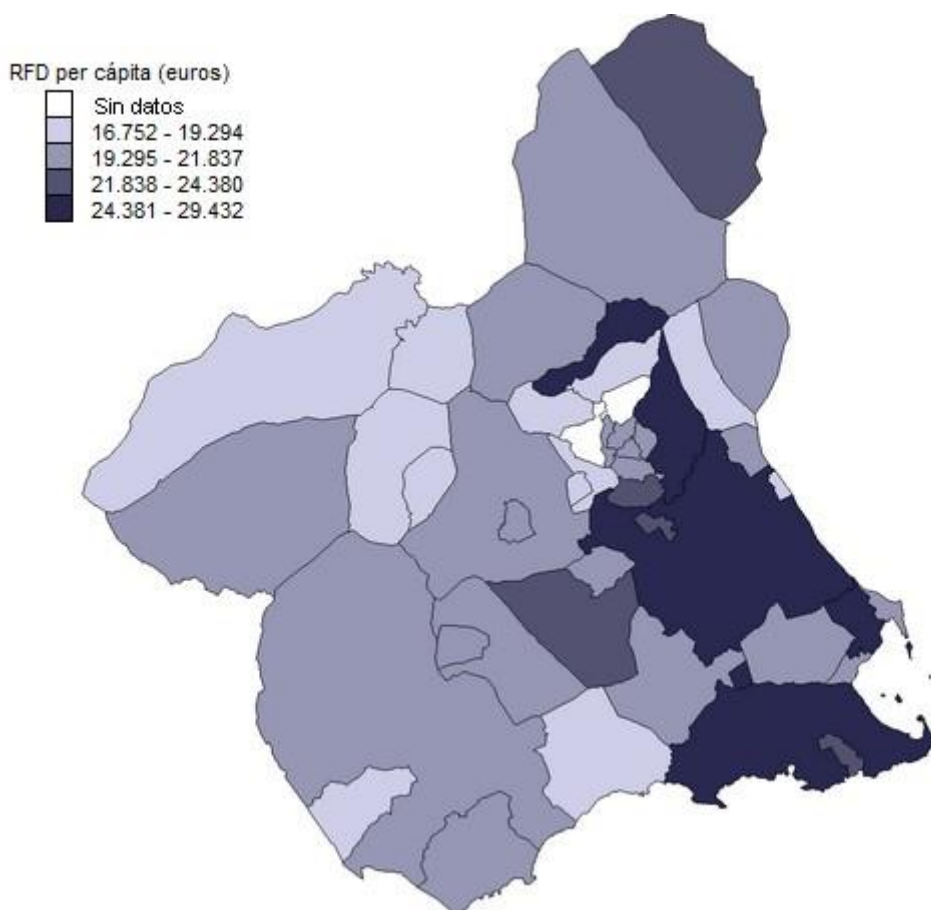 RFD per cápita (euros)
Sin datos
16.752 - 19.294
19.295 - 21.837
21.838 - 24.380
24.381 - 29.432